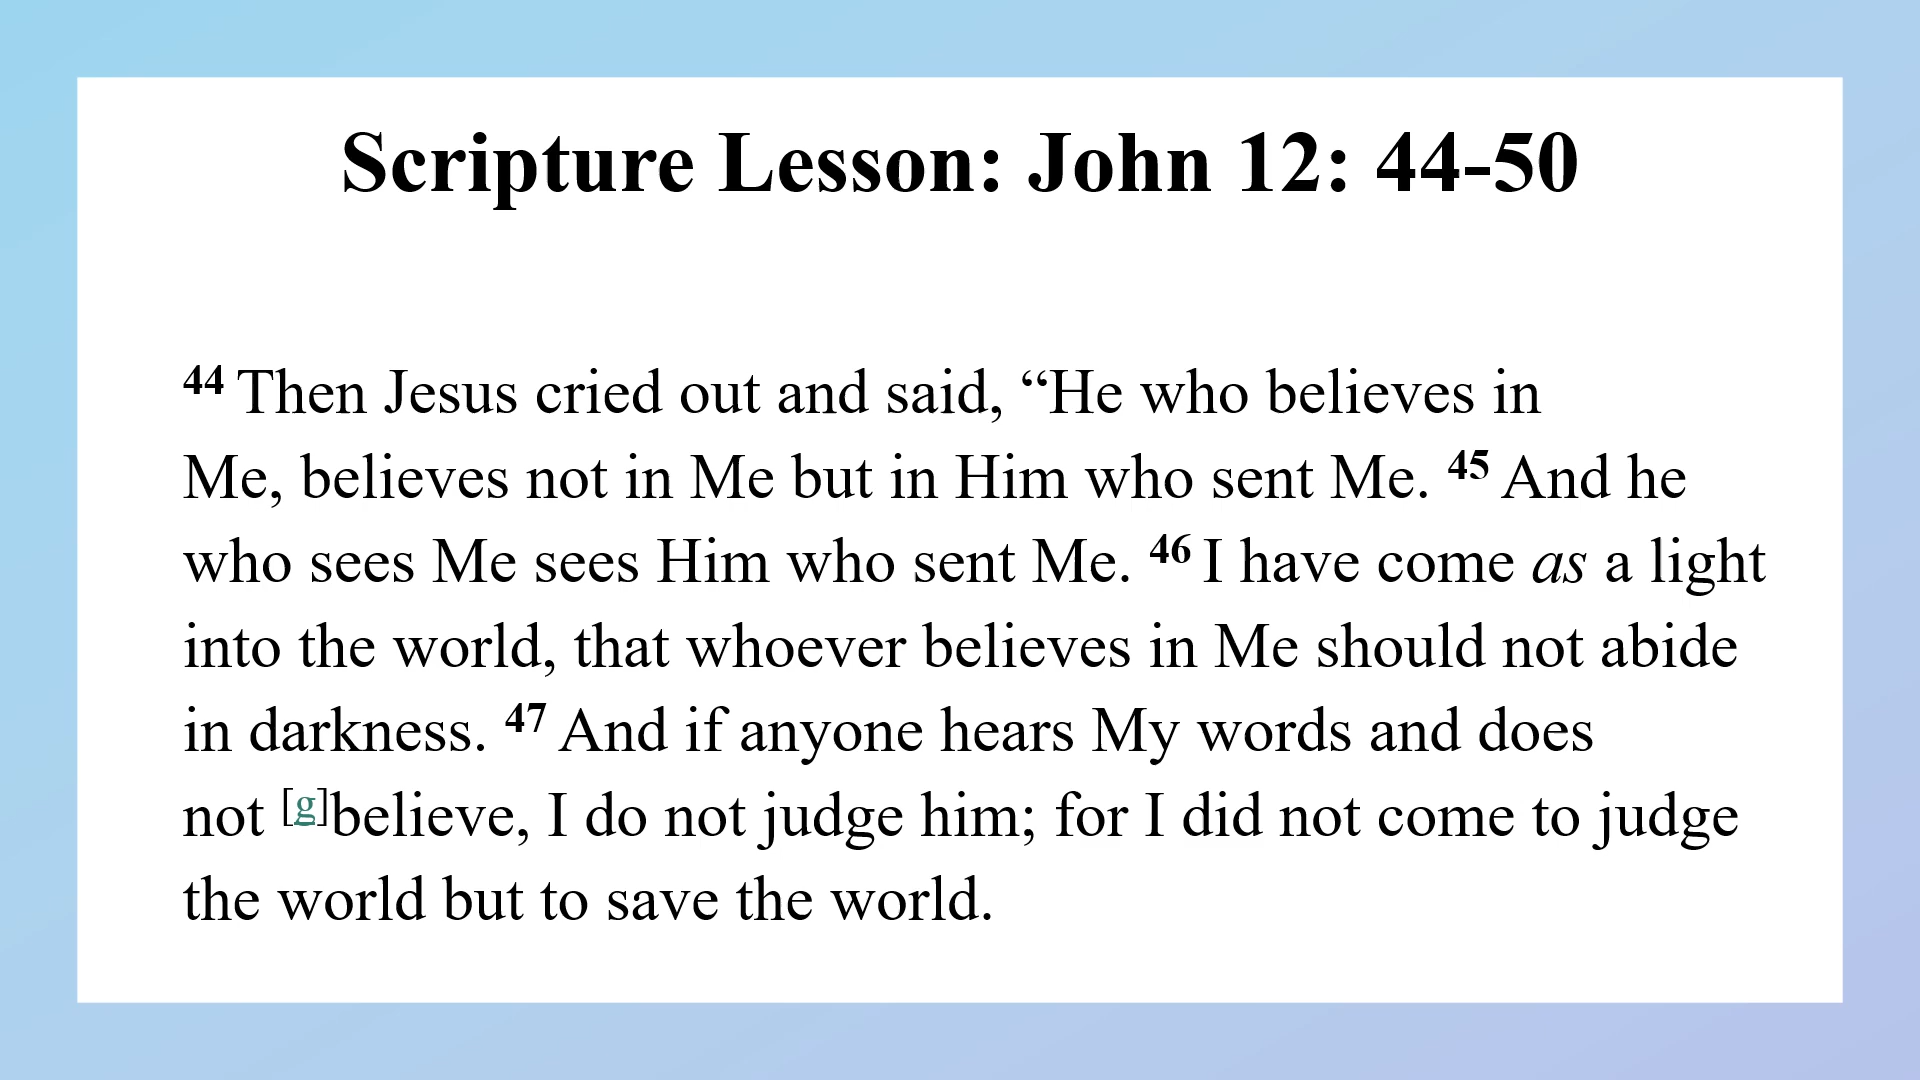 Scripture Lesson: John 12: 44-50
44 Then Jesus cried out and said, “He who believes in
Me, believes not in Me but in Him who sent Me. 45 And he
who sees Me sees Him who sent Me. 46 I have come as a light
into the world, that whoever believes in Me should not abide
in darkness. 47 And if anyone hears My words and does
not [g]believe, I do not judge him; for I did not come to judge
the world but to save the world.